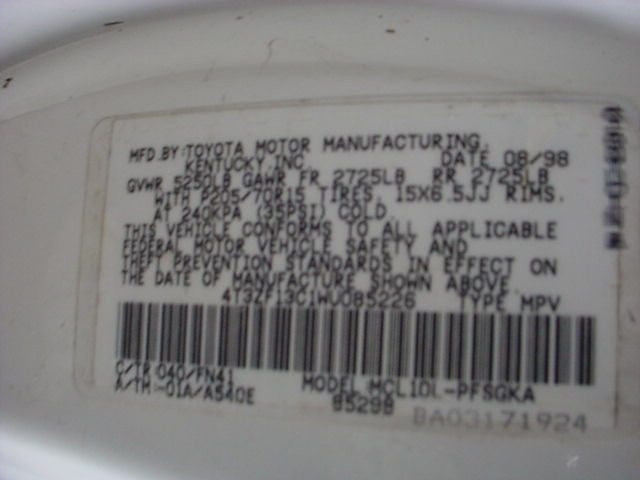 MFD.BY:TOYOTA MOTOR MANUFACTURING,
KENTUCKY,INC. DATE 08/98
GVWR 5250LB GAWR FR 2725LB RR 2725LB
WITH P205/70R15 TIRES, 15X6.5JJ RIMS.
AT 240KPA (35PSI) COLD
THIS VEHICLE CONFORMS TO ALL APPLICABLE
FEDERAL MOTOR VEHICLE SAFETY AND
THEFT PREVENTION STANDARDS IN EFFECT ON
THE DATE OF MANUFACTURE SHOWN ABOVE.
4T3ZF13C1WU085226 TYPE MPV
C/TR 040/FN41 MODEL:MCL10L-PFSGKA
A/TM:-01A/A540E 85298
BA03171924